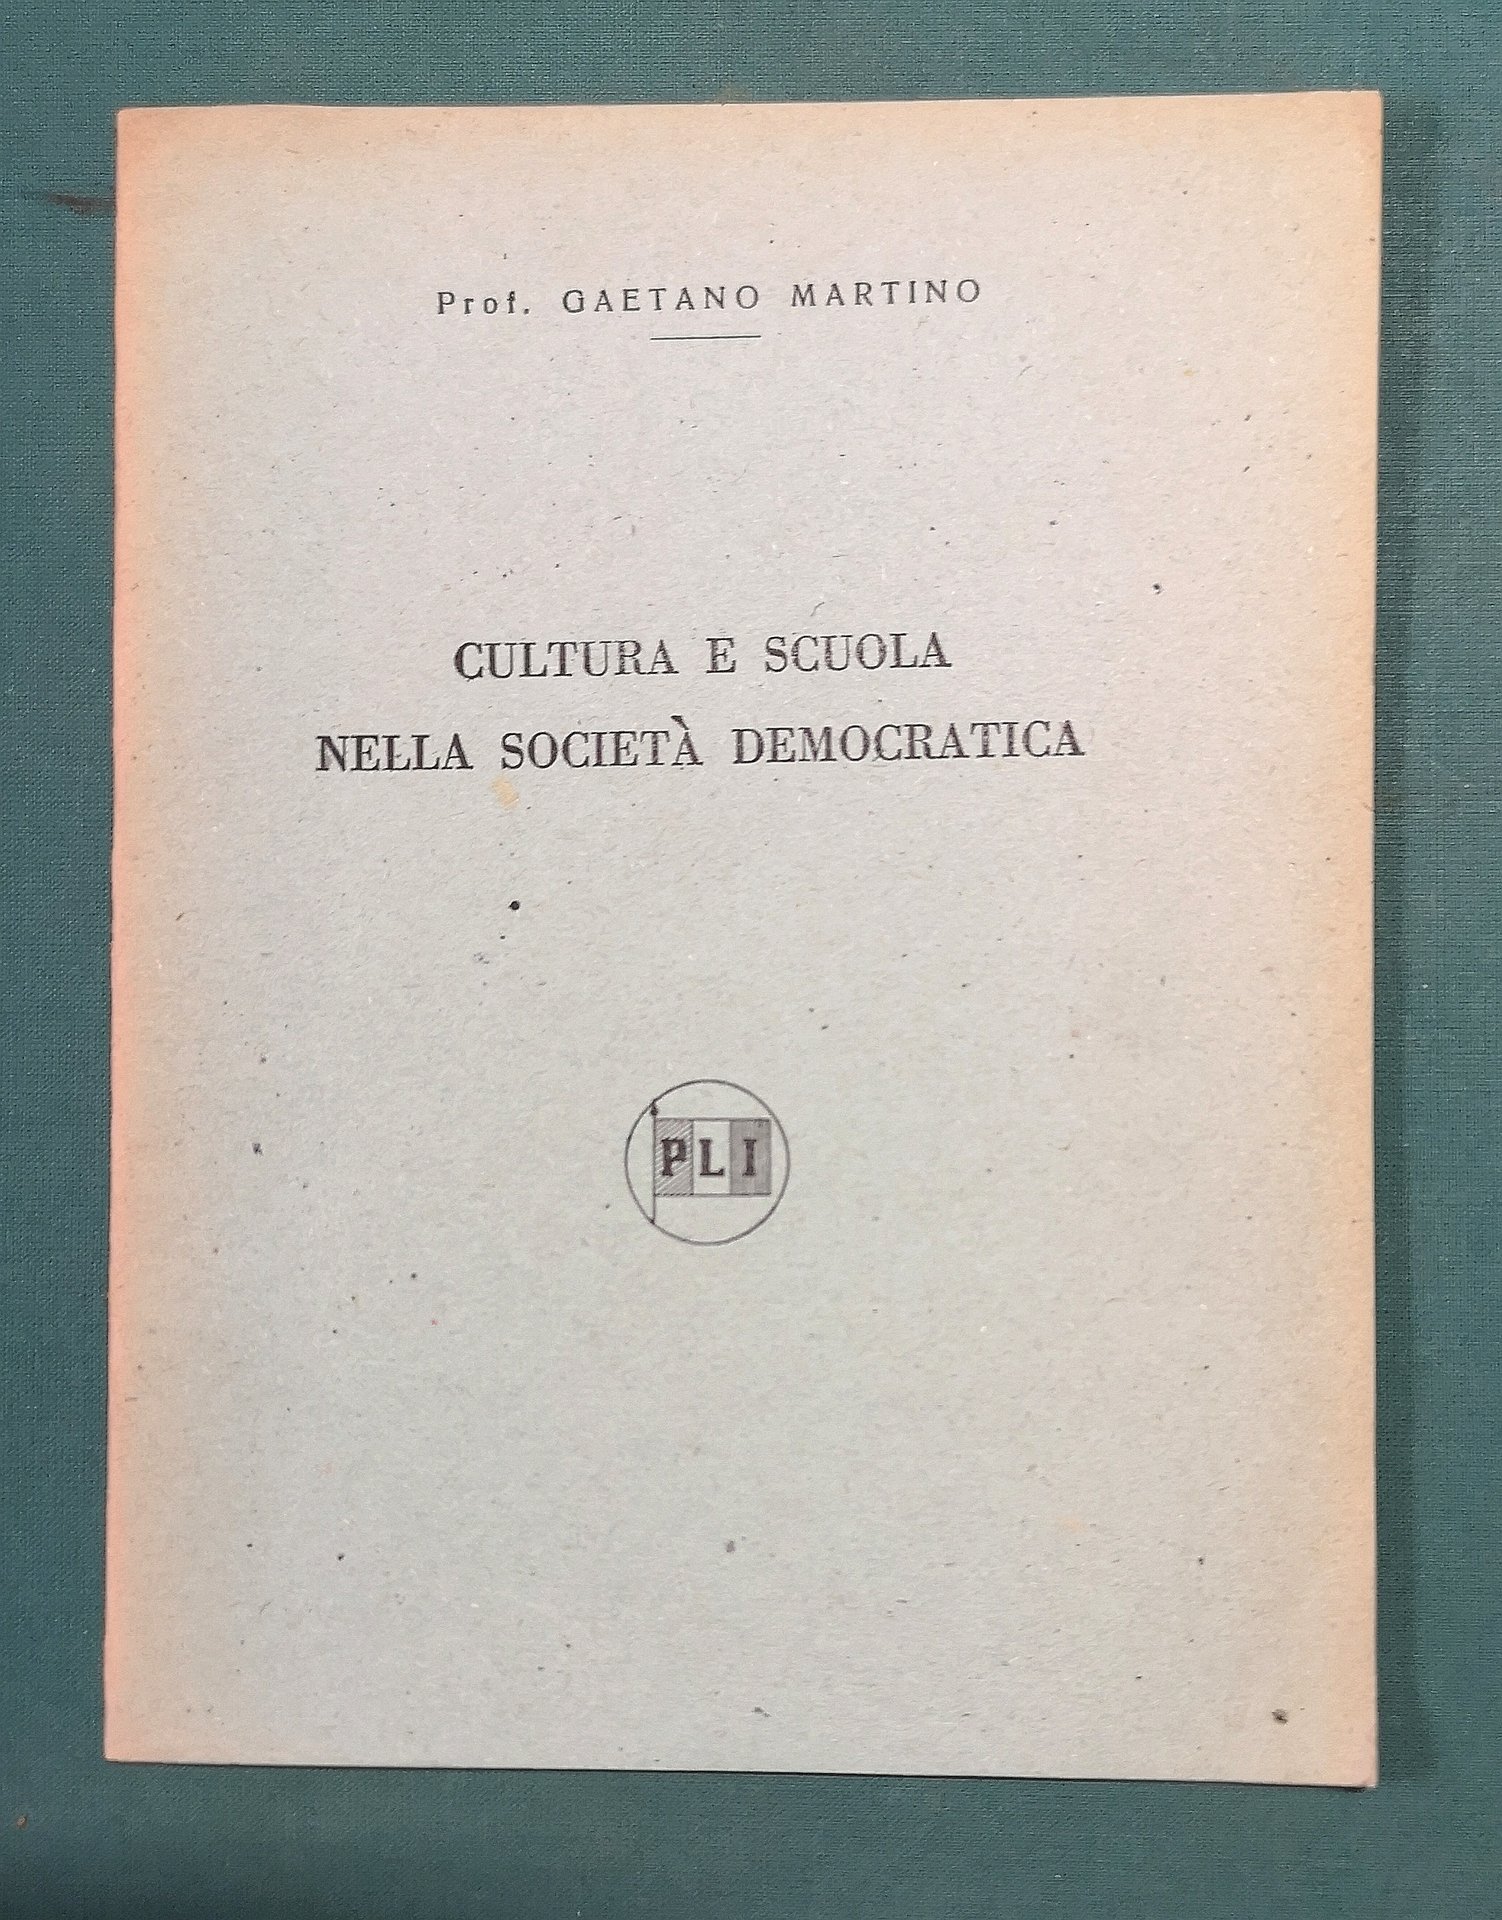 Prof. GAETANO MARTINO
CULTURA E SCUOLA
NELLA SOCIETÀ DEMOCRATICA
PLI